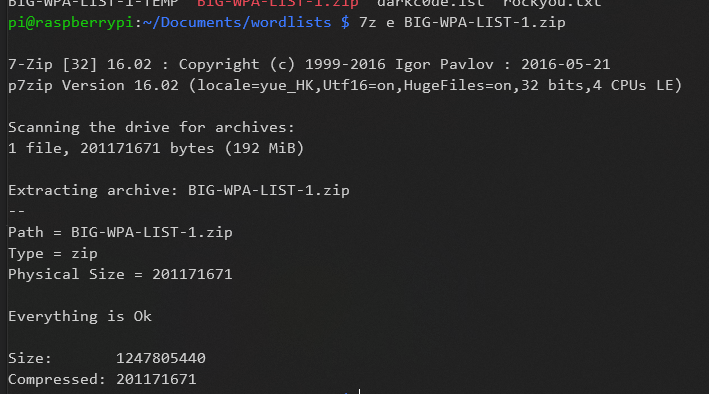 BIG-WPA-LIST-1-TEMP BIG-WPA-LIST-1.zip darkc0de.lst rockyou.txt
pi@raspberrypi:~/Documents/wordlists $ 7z e BIG-WPA-LIST-1.zip
7-Zip [32] 16.02 : Copyright (c) 1999-2016 Igor Pavlov : 2016-05-21
p7zip Version 16.02 (locale=yue_HK,Utf16=on,HugeFiles=on,32 bits,4 CPUs LE)
Scanning the drive for archives:
1 file, 201171671 bytes (192 MiB)
Extracting archive: BIG-WPA-LIST-1.zip
--
Path = BIG-WPA-LIST-1.zip
Type = zip
Physical Size = 201171671
Everything is Ok
Size: 1247805440
Compressed: 201171671